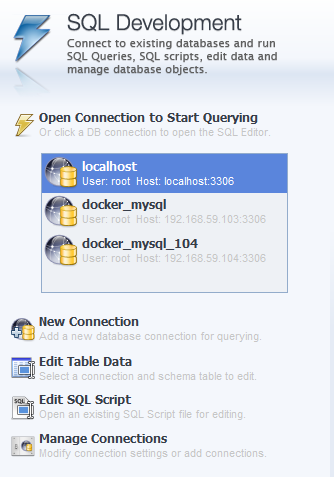 SQL Development
Connect to existing databases and run
SQL Queries, SQL scripts, edit data and
manage database objects.
Open Connection to Start Querying
Or click a DB connection to open the SQL Editor.
localhost
User: root Host: localhost:3306
docker_mysql
User: root Host: 192.168.59.103:3306
docker_mysql_104
User: root Host: 192.168.59.104:3306
New Connection
Add a new database connection for querying.
Edit Table Data
Select a connection and schema table to edit.
Edit SQL Script
Open an existing SQL Script file for editing.
Manage Connections
Modify connection settings or add connections.